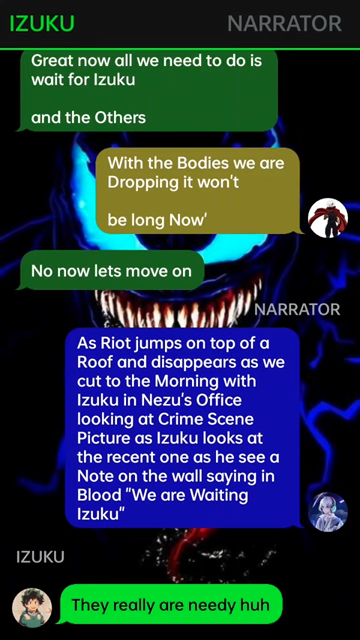 IZUKU NARRATOR
Great now all we need to do is
wait for Izuku
and the Others
With the Bodies we are
Dropping it won't
be long Now'
No now lets move on
NARRATOR
As Riot jumps on top of a
Roof and disappears as we
cut to the Morning with
Izuku in Nezu's Office
looking at Crime Scene
Picture as Izuku looks at
the recent one as he see a
Note on the wall saying in
Blood "We are Waiting
Izuku"
IZUKU
They really are needy huh